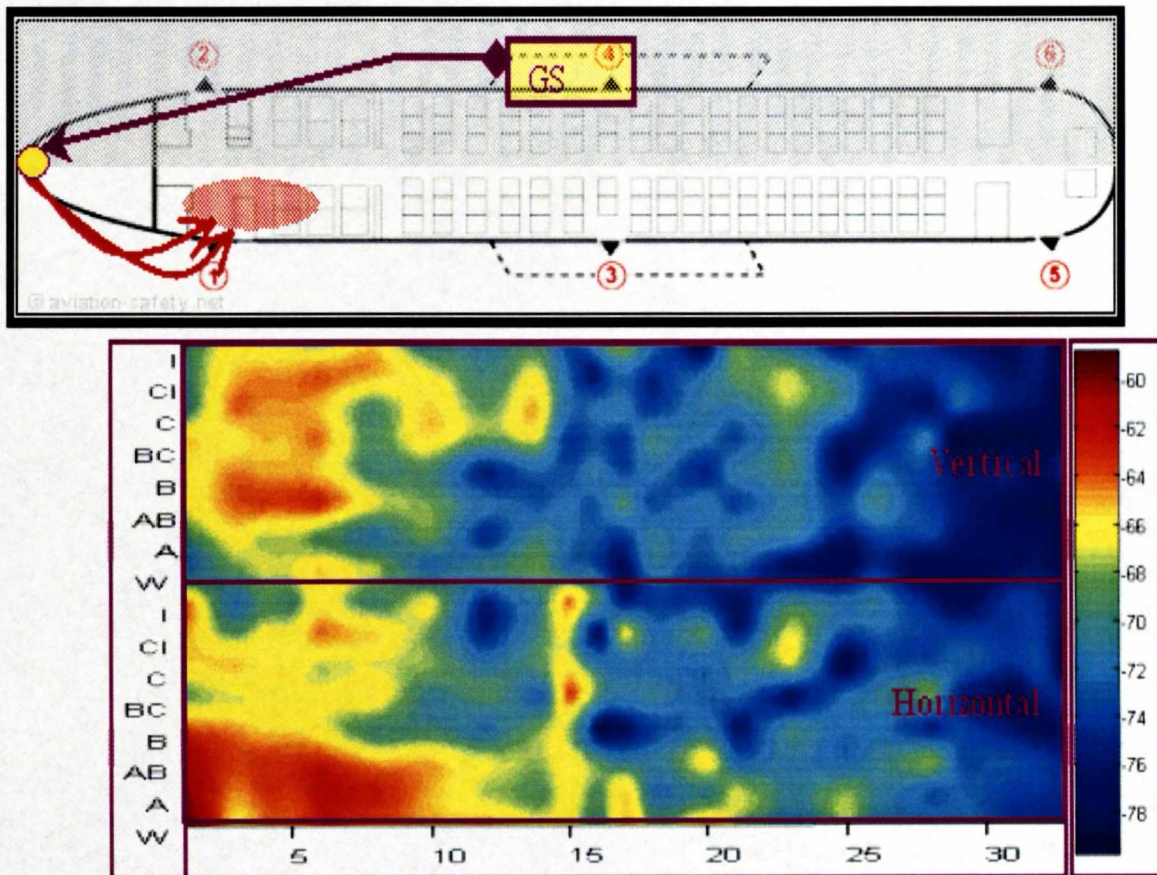 2 4 6
GS
1 3 5
@ aviation-safety.net
I
CI
C
BC
B
AB
A
W
Vertical
I
CI
C
BC
B
AB
A
W
Horizontal
5 10 15 20 25 30
-60
-62
-64
-66
-68
-70
-72
-74
-76
-78